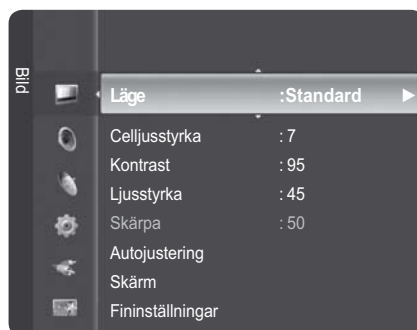 Bild
Läge :Standard
Celljusstyrka : 7
Kontrast : 95
Ljusstyrka : 45
Skärpa : 50
Autojustering
Skärm
Fininställningar